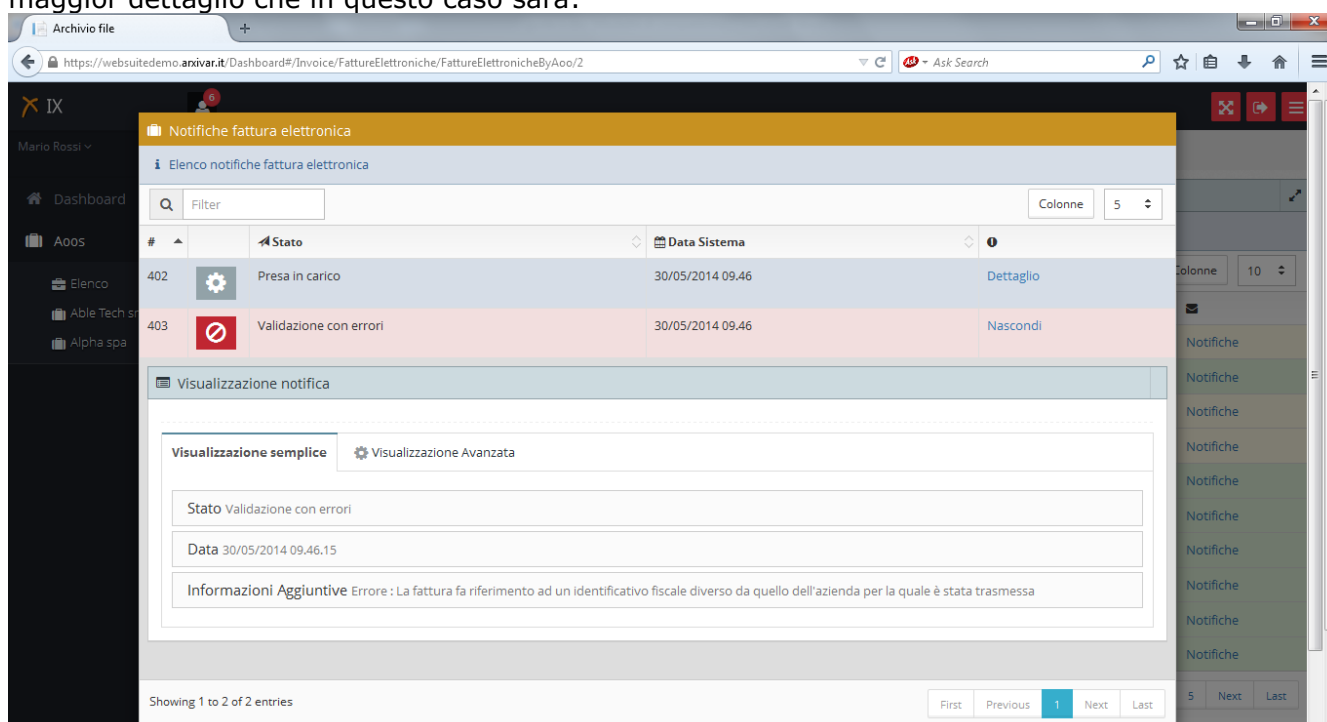 maggior dettaglio che in questo caso sarà:
Archivio file
+
https://websuitedemo.arxivar.it/Dashboard#/Invoice/FattureElettroniche/FattureElettronicheByAoo/2
Ask Search
IX
6
Mario Rossi
Notifiche fattura elettronica
Elenco notifiche fattura elettronica
Dashboard
Filter
Colonne
5
Aoos
#
Stato
Data Sistema
Elenco
402
Presa in carico
30/05/2014 09.46
Dettaglio
Colonne
10
Able Tech sr
403
Validazione con errori
30/05/2014 09.46
Nascondi
Alpha spa
Notifiche
Visualizzazione notifica
Notifiche
Notifiche
Visualizzazione semplice
Visualizzazione Avanzata
Notifiche
Notifiche
Stato Validazione con errori
Notifiche
Data 30/05/2014 09.46.15
Notifiche
Informazioni Aggiuntive Errore : La fattura fa riferimento ad un identificativo fiscale diverso da quello dell'azienda per la quale è stata trasmessa
Notifiche
Notifiche
Notifiche
Showing 1 to 2 of 2 entries
First
Previous
1
Next
Last
5
Next
Last